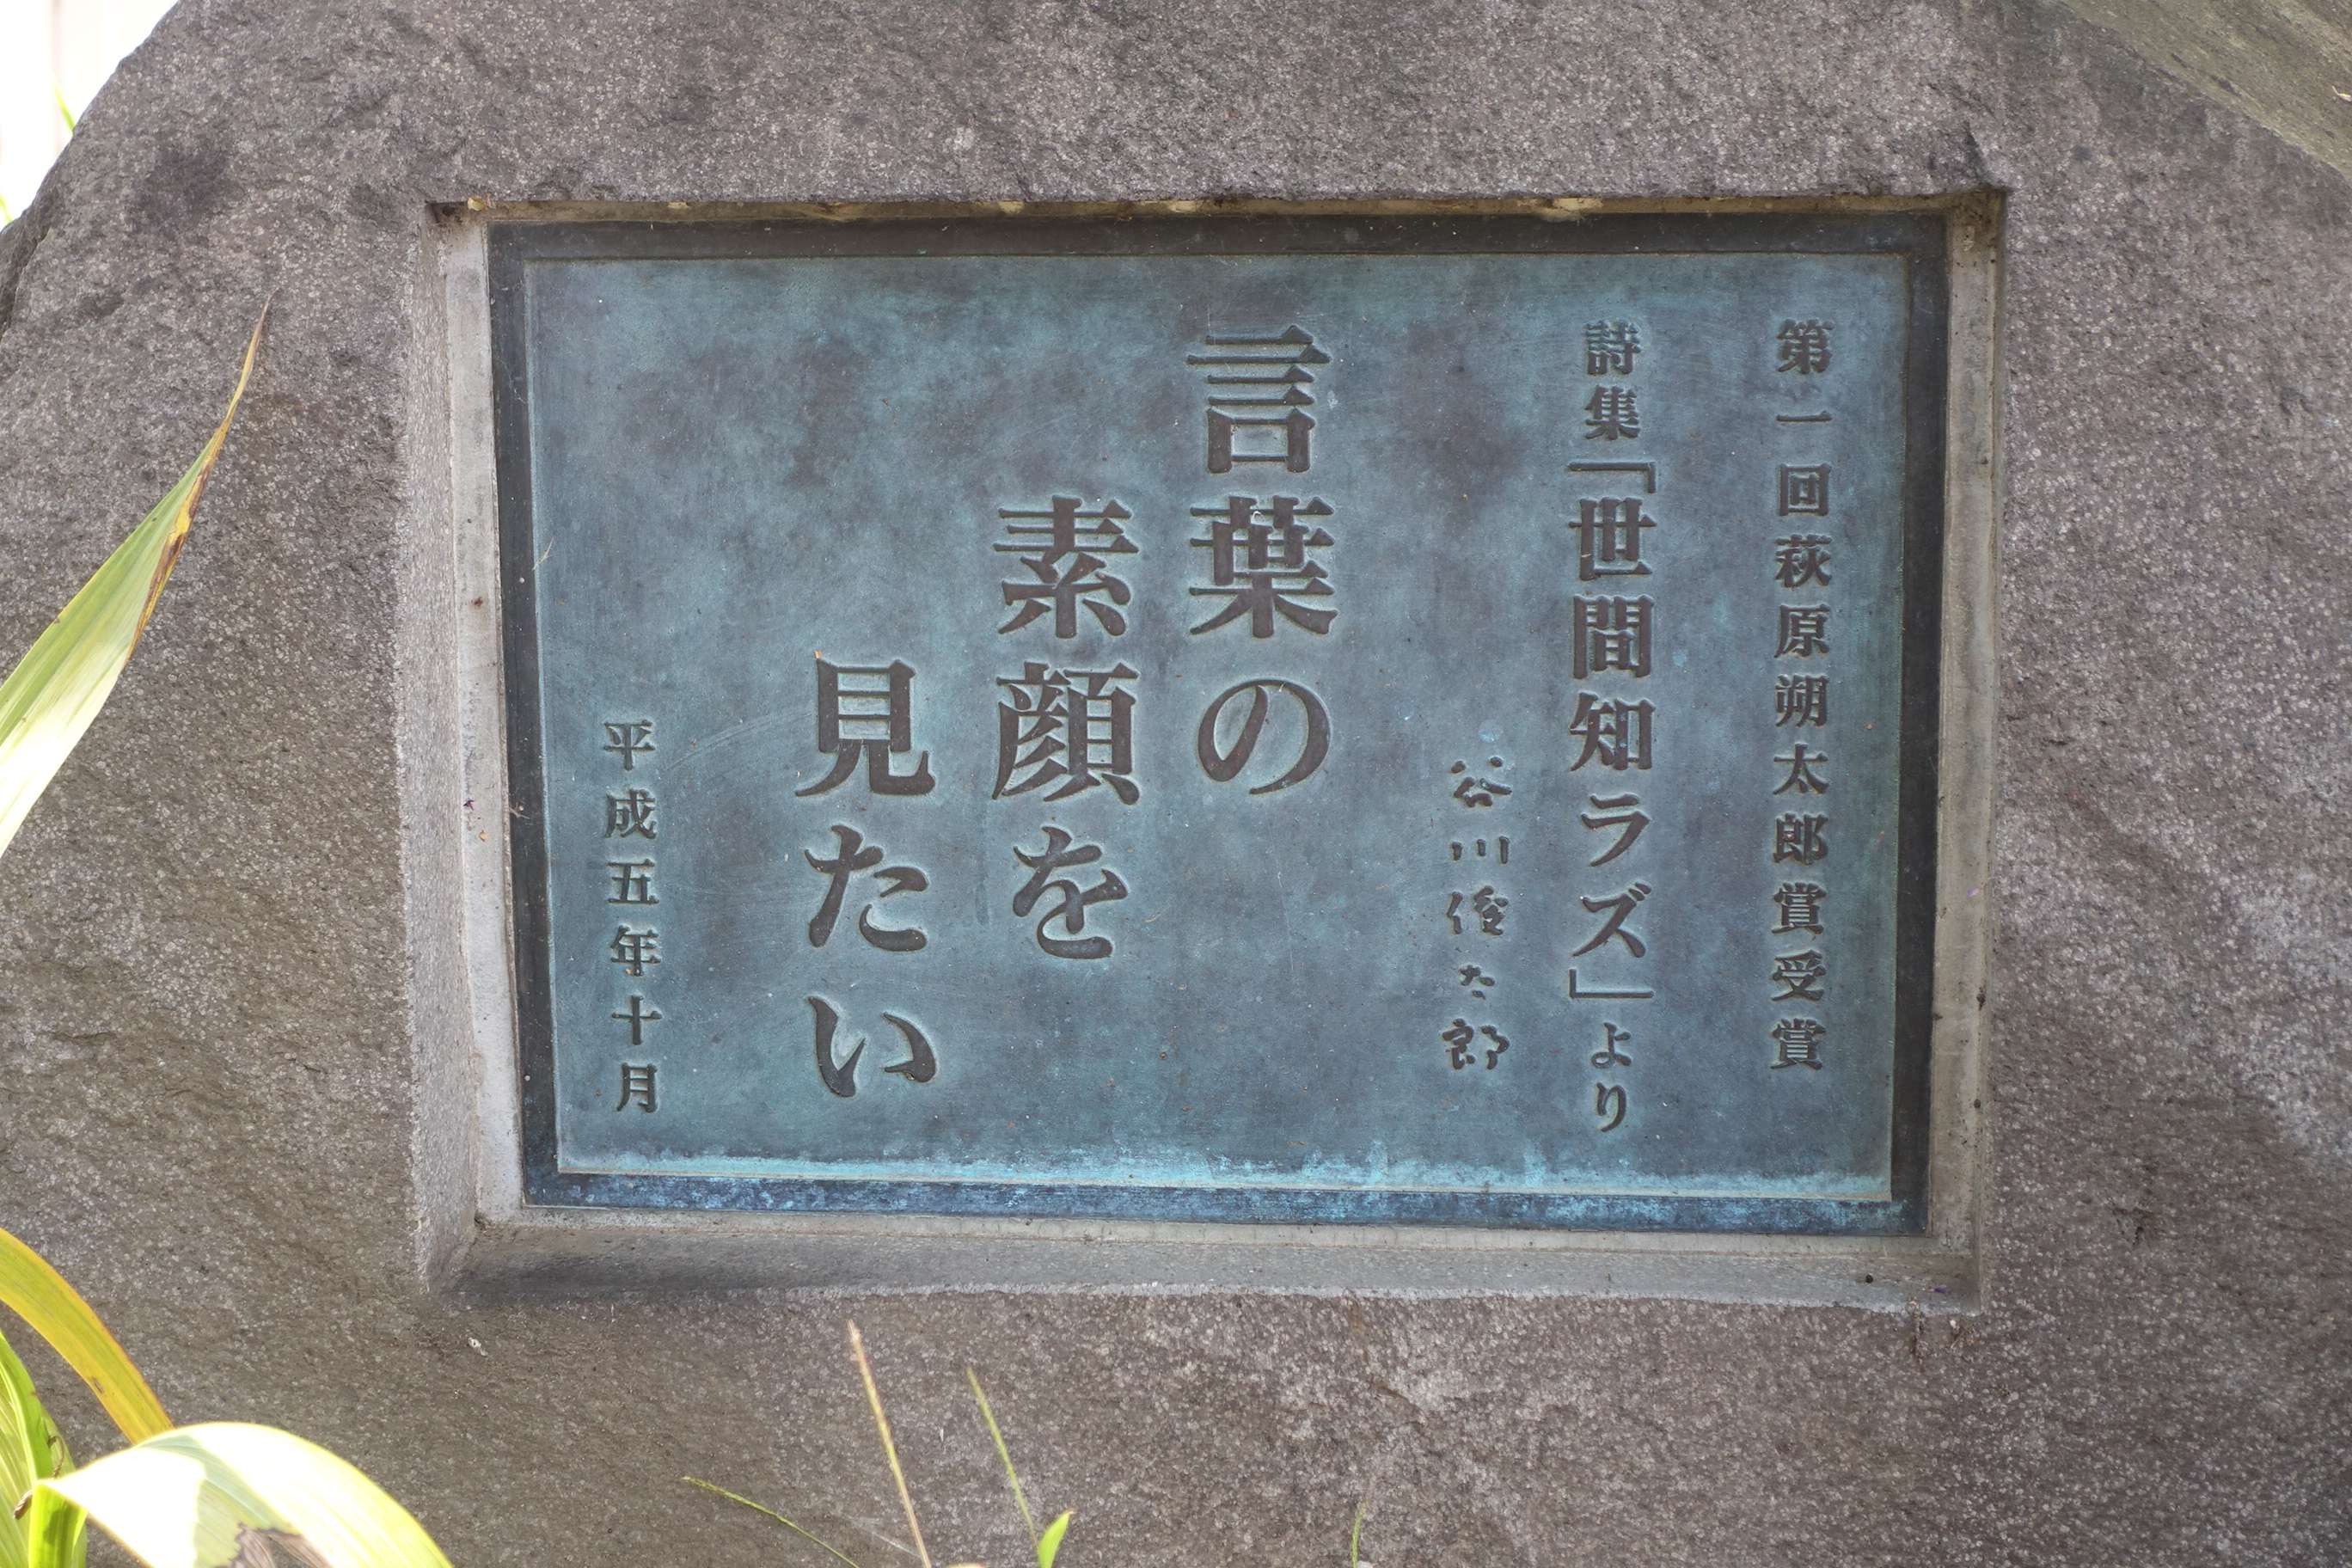 第一回萩原朔太郎賞受賞
詩集「世間知ラズ」より
谷川俊太郎
言葉の
素顔を
見たい
平成五年十月